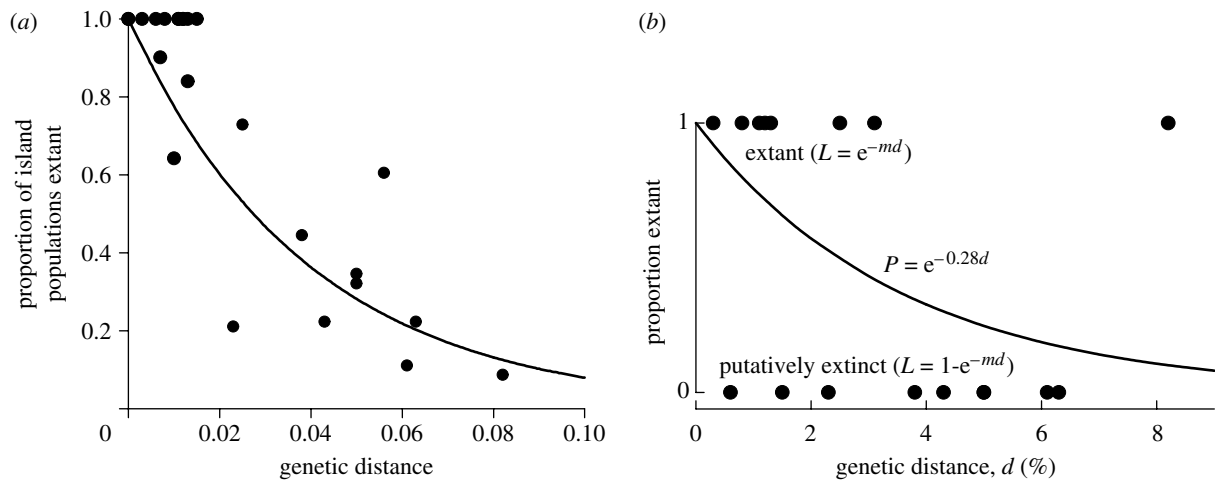 (a)
1.0
0.8
0.6
0.4
0.2
0
0.02
0.04
0.06
0.08
0.10
proportion of island
populations extant
genetic distance
(b)
1
0
0
2
4
6
8
proportion extant
extant (L = e⁻ᵐᵈ)
P = e⁻⁰·²⁸ᵈ
putatively extinct (L = 1-e⁻ᵐᵈ)
genetic distance, d (%)